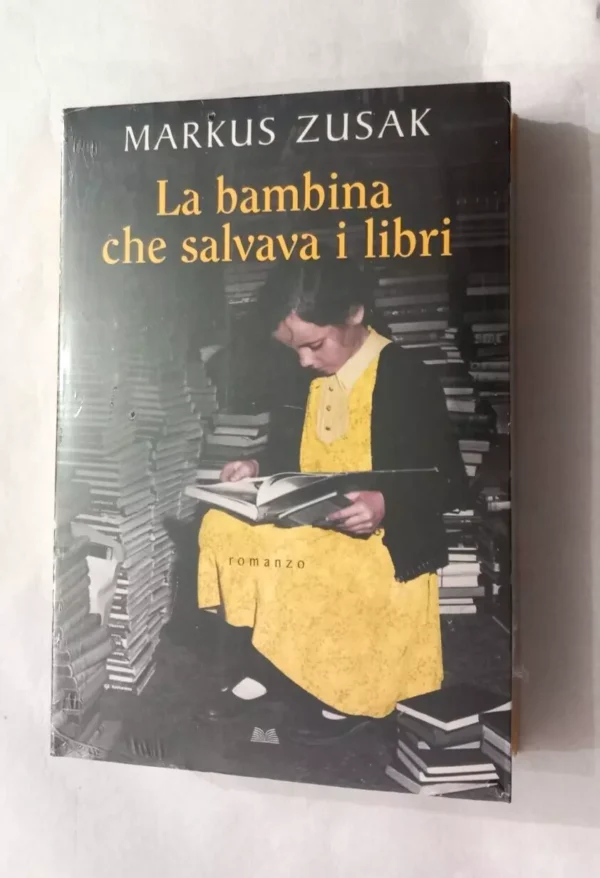 MARKUS ZUSAK
La bambina
che salvava i libri
romanzo